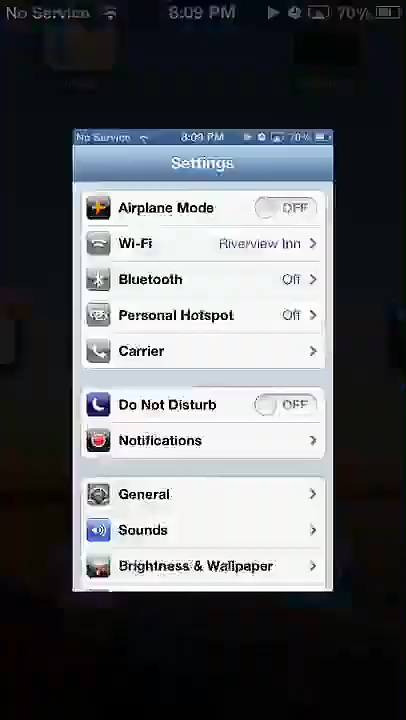 No Service 8:09 PM 70%
No Service 8:09 PM 70%
Settings
Airplane Mode OFF
Wi-Fi Riverview Inn
Bluetooth Off
Personal Hotspot Off
Carrier
Do Not Disturb OFF
Notifications
General
Sounds
Brightness & Wallpaper